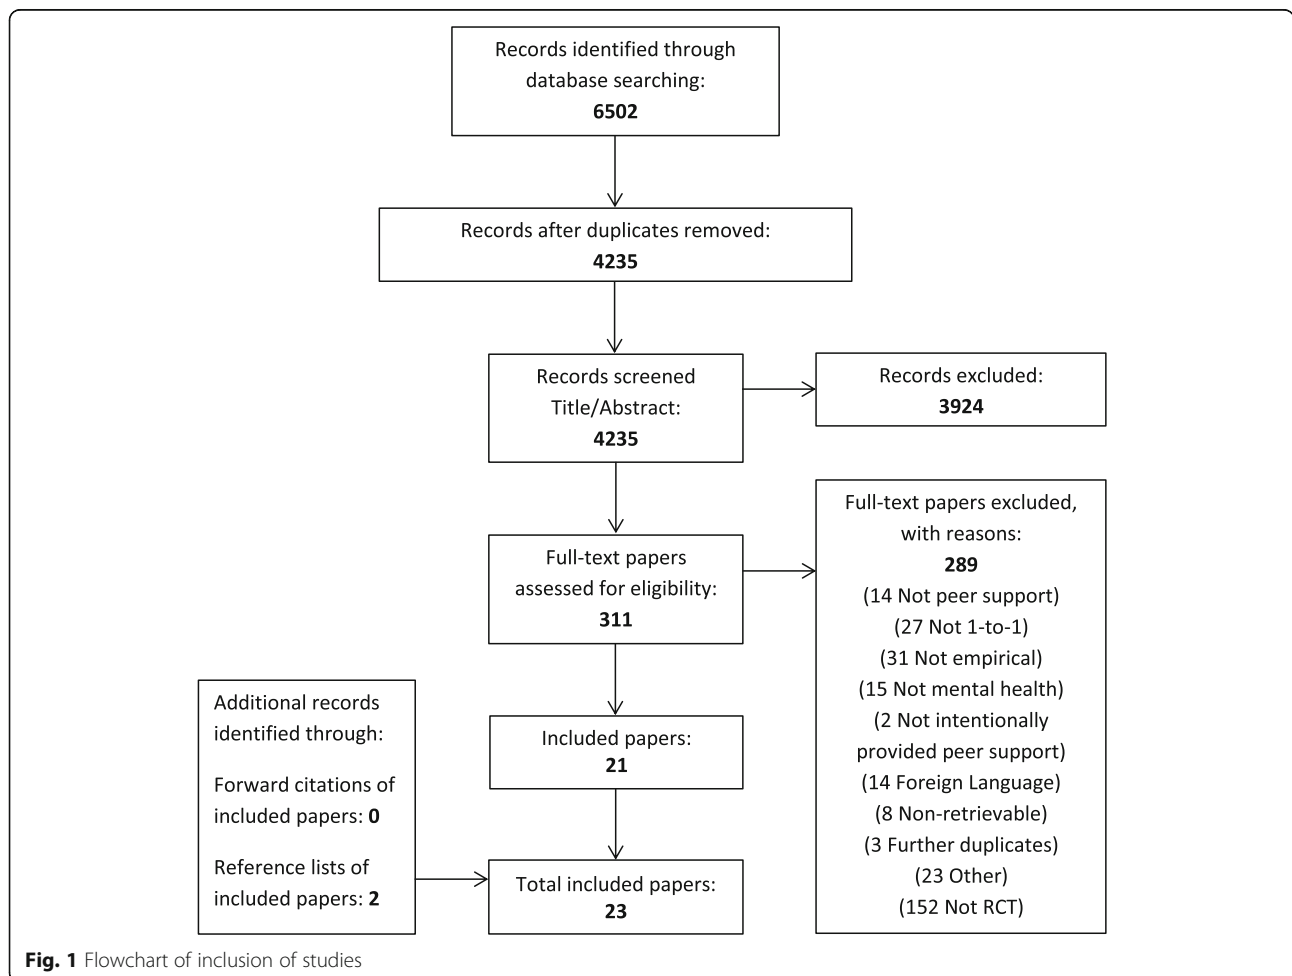 Records identified through
database searching:
6502
Records after duplicates removed:
4235
Records screened
Title/Abstract:
4235
Records excluded:
3924
Full-text papers
assessed for eligibility:
311
Full-text papers excluded,
with reasons:
289
(14 Not peer support)
(27 Not 1-to-1)
(31 Not empirical)
(15 Not mental health)
(2 Not intentionally
provided peer support)
(14 Foreign Language)
(8 Non-retrievable)
(3 Further duplicates)
(23 Other)
(152 Not RCT)
Additional records
identified through:
Forward citations of
included papers: 0
Reference lists of
included papers: 2
Included papers:
21
Total included papers:
23
Fig. 1 Flowchart of inclusion of studies